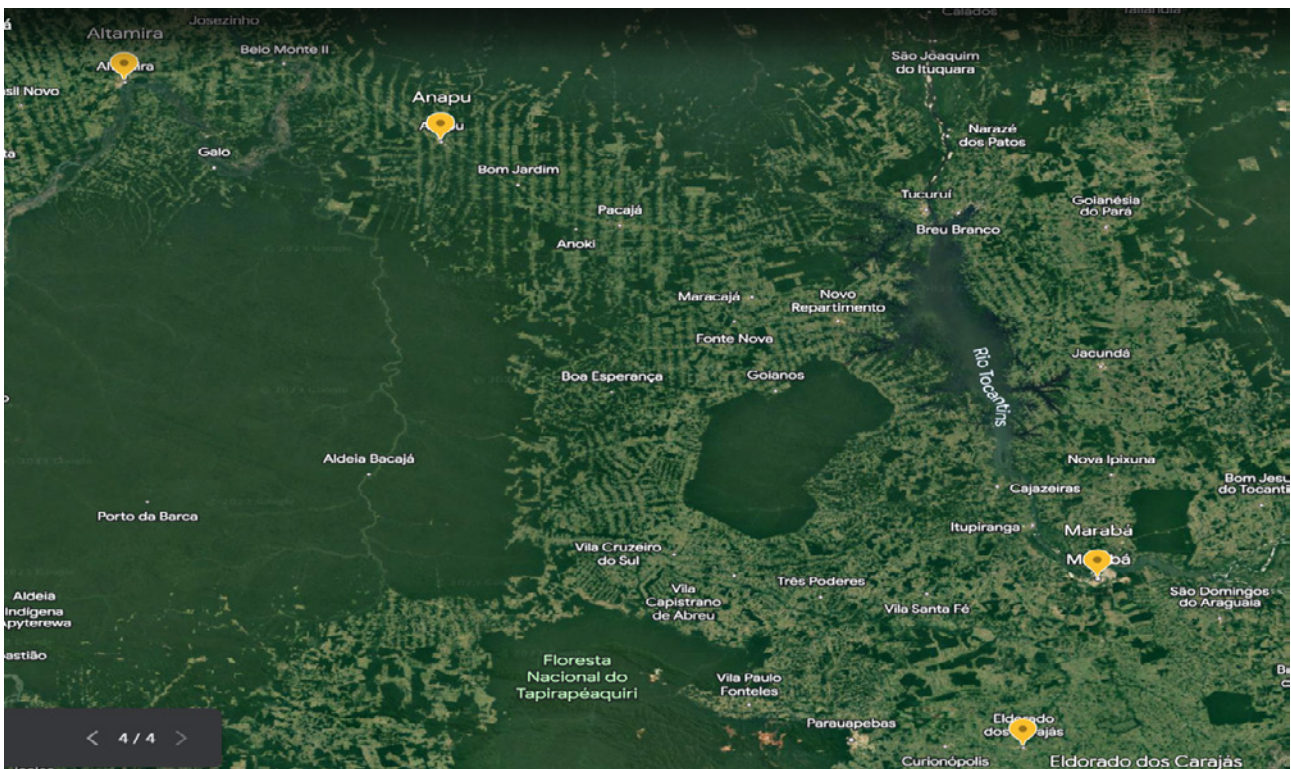 Josezinho
Calados
Tailândia
Altamira
Belo Monte II
São Joaquim
do Ituquara
Anapu
Narazé
dos Patos
Galo
Bom Jardim
Tucuruí
Goianésia
do Pará
Pacajá
Breu Branco
Anoki
Maracajá
Novo
Repartimento
Fonte Nova
Jacundá
Rio Tocantins
Boa Esperança
Goianos
Aldeia Bacajá
Nova Ipixuna
Cajazeiras
Porto da Barca
Itupiranga
Marabá
Vila Cruzeiro
do Sul
Três Poderes
Vila
Capistrano
de Abreu
Vila Santa Fé
São Domingos
do Araguaia
Aldeia
Floresta
Nacional do
Tapirapéaquiri
Vila Paulo
Fonteles
Parauapebas
Curionópolis
Eldorado dos Carajás
4/4